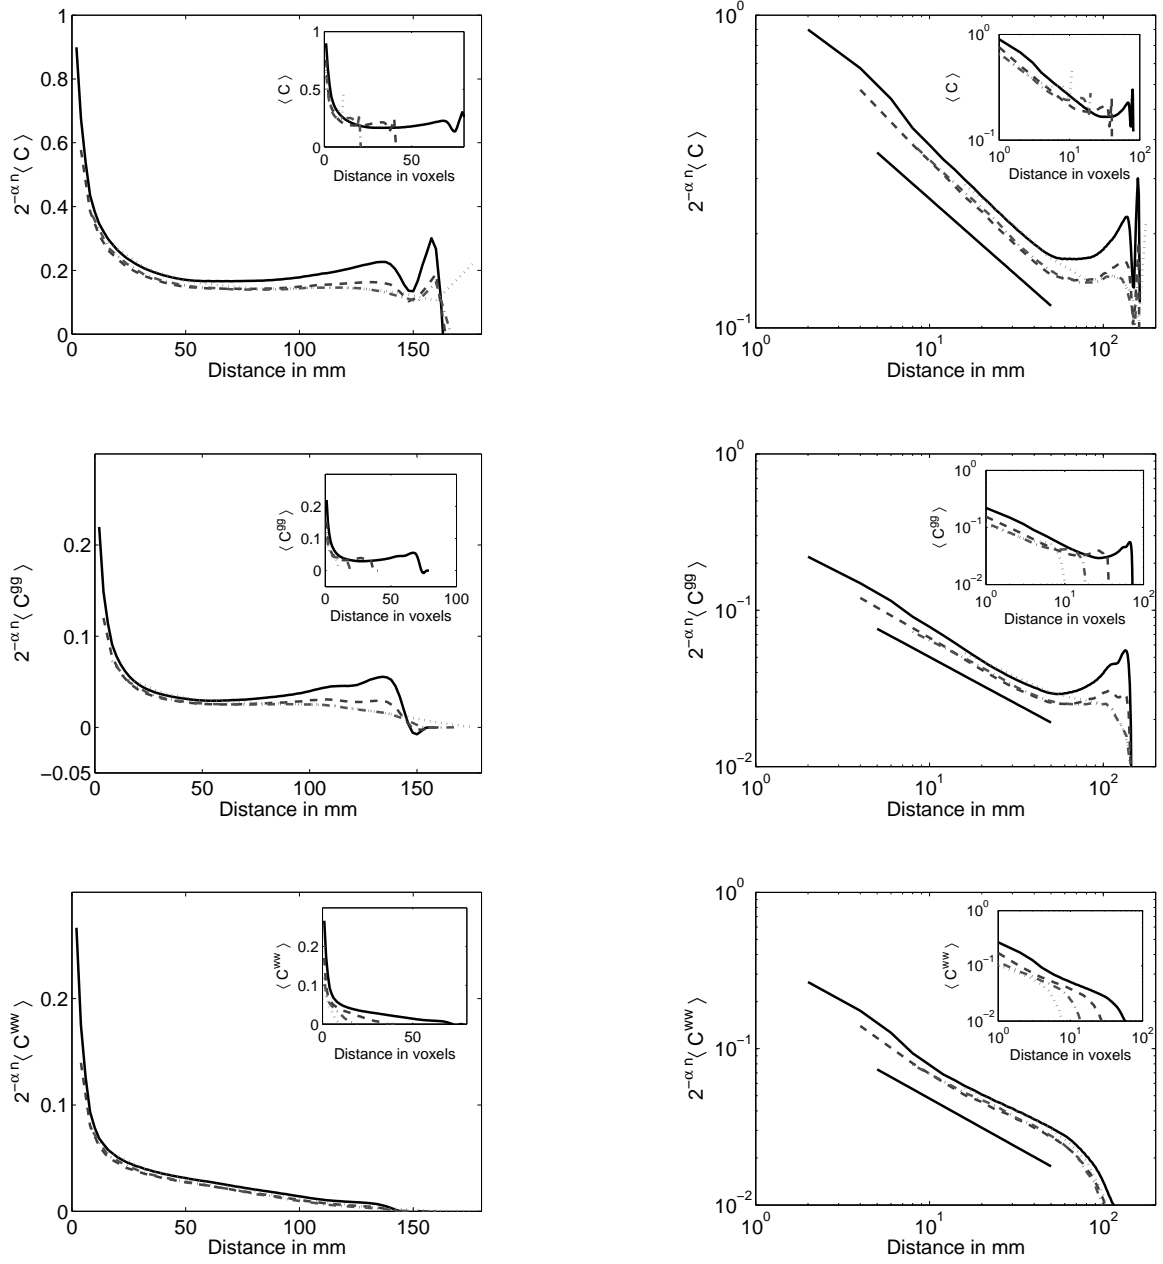 1
0.8
0.6
0.4
0.2
0
0 50 100 150
Distance in mm
2^{−α n}⟨ C ⟩
1
0.5
0
0 50
Distance in voxels
⟨ C ⟩
10^0
10^{−1}
10^0 10^1 10^2
Distance in mm
2^{−α n}⟨ C ⟩
10^0
10^{−1}
10^0 10^1 10^2
Distance in voxels
⟨ C ⟩
0.2
0.1
0
−0.05
0 50 100 150
Distance in mm
2^{−α n}⟨ C^{gg} ⟩
0.2
0.1
0
0 50 100
Distance in voxels
⟨ C^{gg} ⟩
10^0
10^{−1}
10^{−2}
10^0 10^1 10^2
Distance in mm
2^{−α n}⟨ C^{gg} ⟩
10^0
10^{−1}
10^{−2}
10^0 10^1 10^2
Distance in voxels
⟨ C^{gg} ⟩
0.2
0.1
0
0 50 100 150
Distance in mm
2^{−α n}⟨ C^{ww} ⟩
0.2
0.1
0
0 50
Distance in voxels
⟨ C^{ww} ⟩
10^0
10^{−1}
10^{−2}
10^0 10^1 10^2
Distance in mm
2^{−α n}⟨ C^{ww} ⟩
10^0
10^{−1}
10^{−2}
10^0 10^1 10^2
Distance in voxels
⟨ C^{ww} ⟩